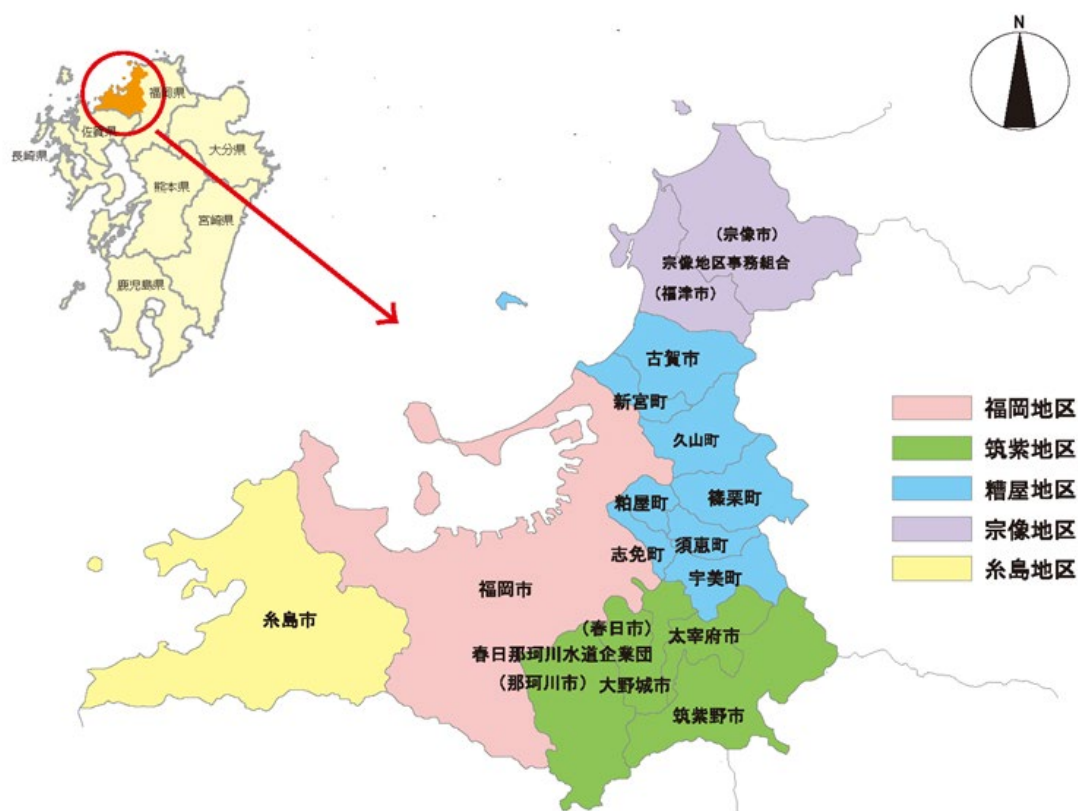 N
福岡県
佐賀県
長崎県
大分県
熊本県
宮崎県
鹿児島県
(宗像市)
宗像地区事務組合
(福津市)
古賀市
新宮町
久山町
粕屋町
篠栗町
志免町
須恵町
宇美町
福岡市
糸島市
(春日市)
太宰府市
春日那珂川水道企業団
(那珂川市)
大野城市
筑紫野市
福岡地区
筑紫地区
糟屋地区
宗像地区
糸島地区